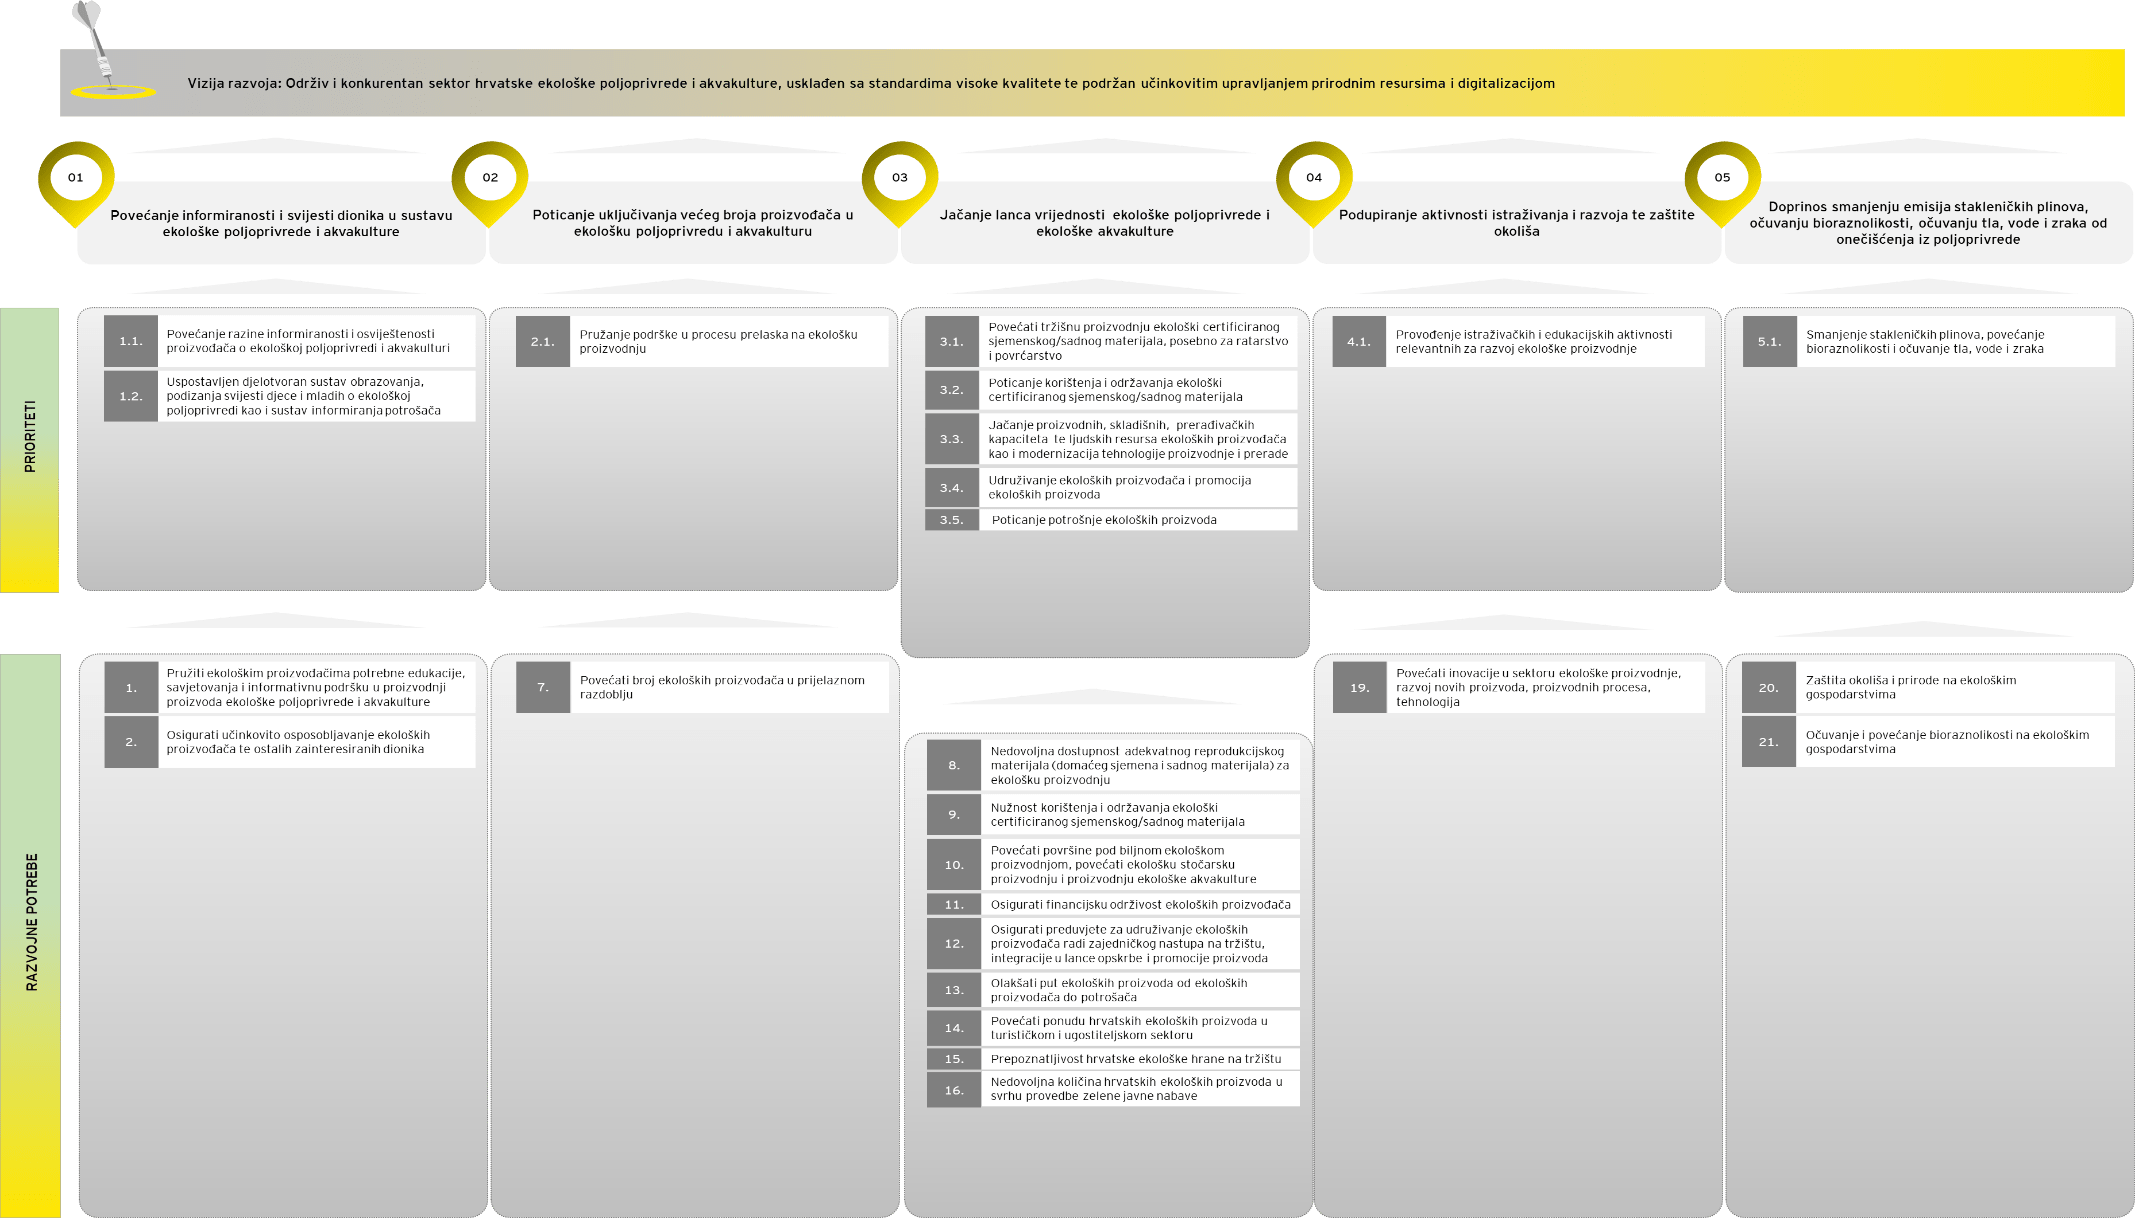 Vizija razvoja: Održiv i konkurentan sektor hrvatske ekološke poljoprivrede i akvakulture, usklađen sa standardima visoke kvalitete te podržan učinkovitim upravljanjem prirodnim resursima i digitalizacijom
01
Povećanje informiranosti i svijesti dionika u sustavu
ekološke poljoprivrede i akvakulture
02
Poticanje uključivanja većeg broja proizvođača u
ekološku poljoprivredu i akvakulturu
03
Jačanje lanca vrijednosti ekološke poljoprivrede i
ekološke akvakulture
04
Podupiranje aktivnosti istraživanja i razvoja te zaštite
okoliša
05
Doprinos smanjenju emisija stakleničkih plinova,
očuvanju bioraznolikosti, očuvanju tla, vode i zraka od
onečišćenja iz poljoprivrede
PRIORITETI
1.1.
Povećanje razine informiranosti i osviještenosti
proizvođača o ekološkoj poljoprivredi i akvakulturi
1.2.
Uspostavljen djelotvoran sustav obrazovanja,
podizanja svijesti djece i mladih o ekološkoj
poljoprivredi kao i sustav informiranja potrošača
2.1.
Pružanje podrške u procesu prelaska na ekološku
proizvodnju
3.1.
Povećati tržišnu proizvodnju ekološki certificiranog
sjemenskog/sadnog materijala, posebno za ratarstvo
i povrćarstvo
3.2.
Poticanje korištenja i održavanja ekološki
certificiranog sjemenskog/sadnog materijala
3.3.
Jačanje proizvodnih, skladišnih, prerađivačkih
kapaciteta te ljudskih resursa ekoloških proizvođača
kao i modernizacija tehnologije proizvodnje i prerade
3.4.
Udruživanje ekoloških proizvođača i promocija
ekoloških proizvoda
3.5.
Poticanje potrošnje ekoloških proizvoda
4.1.
Provođenje istraživačkih i edukacijskih aktivnosti
relevantnih za razvoj ekološke proizvodnje
5.1.
Smanjenje stakleničkih plinova, povećanje
bioraznolikosti i očuvanje tla, vode i zraka
RAZVOJNE POTREBE
1.
Pružiti ekološkim proizvođačima potrebne edukacije,
savjetovanja i informativnu podršku u proizvodnji
proizvoda ekološke poljoprivrede i akvakulture
2.
Osigurati učinkovito osposobljavanje ekoloških
proizvođača te ostalih zainteresiranih dionika
7.
Povećati broj ekoloških proizvođača u prijelaznom
razdoblju
8.
Nedovoljna dostupnost adekvatnog reprodukcijskog
materijala (domaćeg sjemena i sadnog materijala) za
ekološku proizvodnju
9.
Nužnost korištenja i održavanja ekološki
certificiranog sjemenskog/sadnog materijala
10.
Povećati površine pod biljnom ekološkom
proizvodnjom, povećati ekološku stočarsku
proizvodnju i proizvodnju ekološke akvakulture
11.
Osigurati financijsku održivost ekoloških proizvođača
12.
Osigurati preduvjete za udruživanje ekoloških
proizvođača radi zajedničkog nastupa na tržištu,
integracije u lance opskrbe i promocije proizvoda
13.
Olakšati put ekoloških proizvoda od ekoloških
proizvođača do potrošača
14.
Povećati ponudu hrvatskih ekoloških proizvoda u
turističkom i ugostiteljskom sektoru
15.
Prepoznatljivost hrvatske ekološke hrane na tržištu
16.
Nedovoljna količina hrvatskih ekoloških proizvoda u
svrhu provedbe zelene javne nabave
19.
Povećati inovacije u sektoru ekološke proizvodnje,
razvoj novih proizvoda, proizvodnih procesa,
tehnologija
20.
Zaštita okoliša i prirode na ekološkim
gospodarstvima
21.
Očuvanje i povećanje bioraznolikosti na ekološkim
gospodarstvima